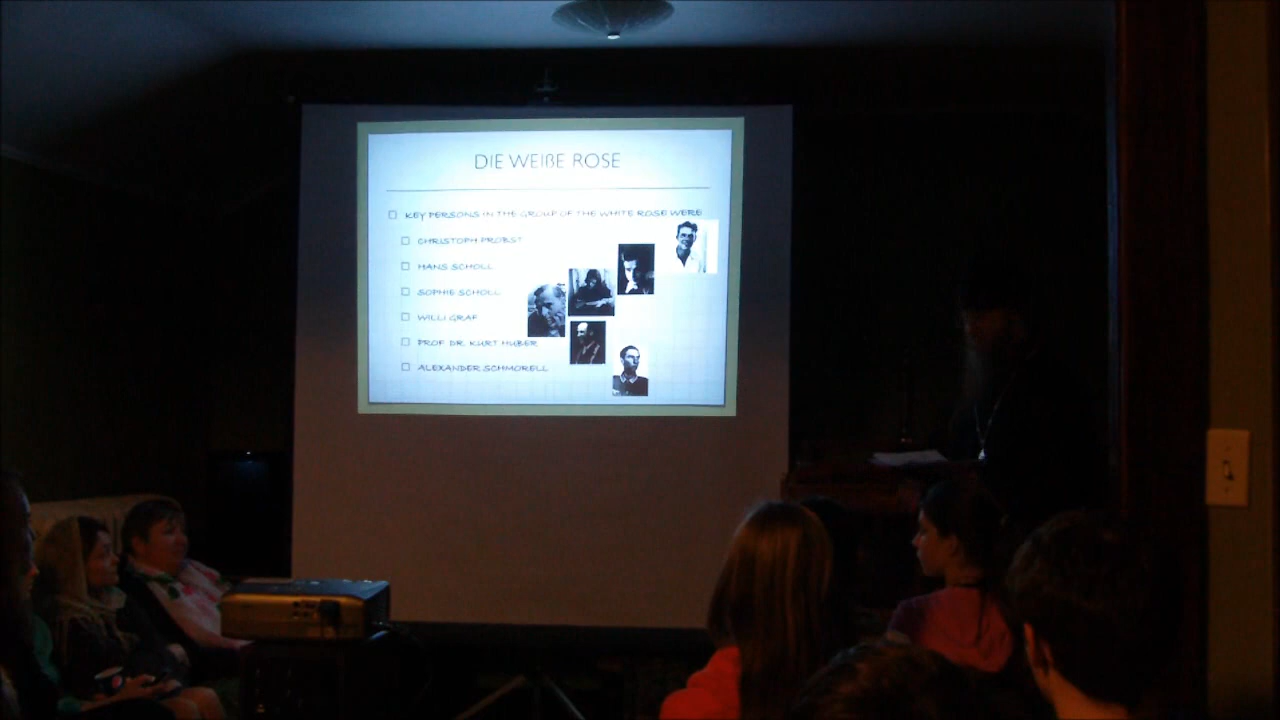 DIE WEIßE ROSE
KEY PERSONS IN THE GROUP OF THE WHITE ROSE WERE
CHRISTOPH PROBST
HANS SCHOLL
SOPHIE SCHOLL
WILLI GRAF
PROF. DR. KURT HUBER
ALEXANDER SCHMORELL